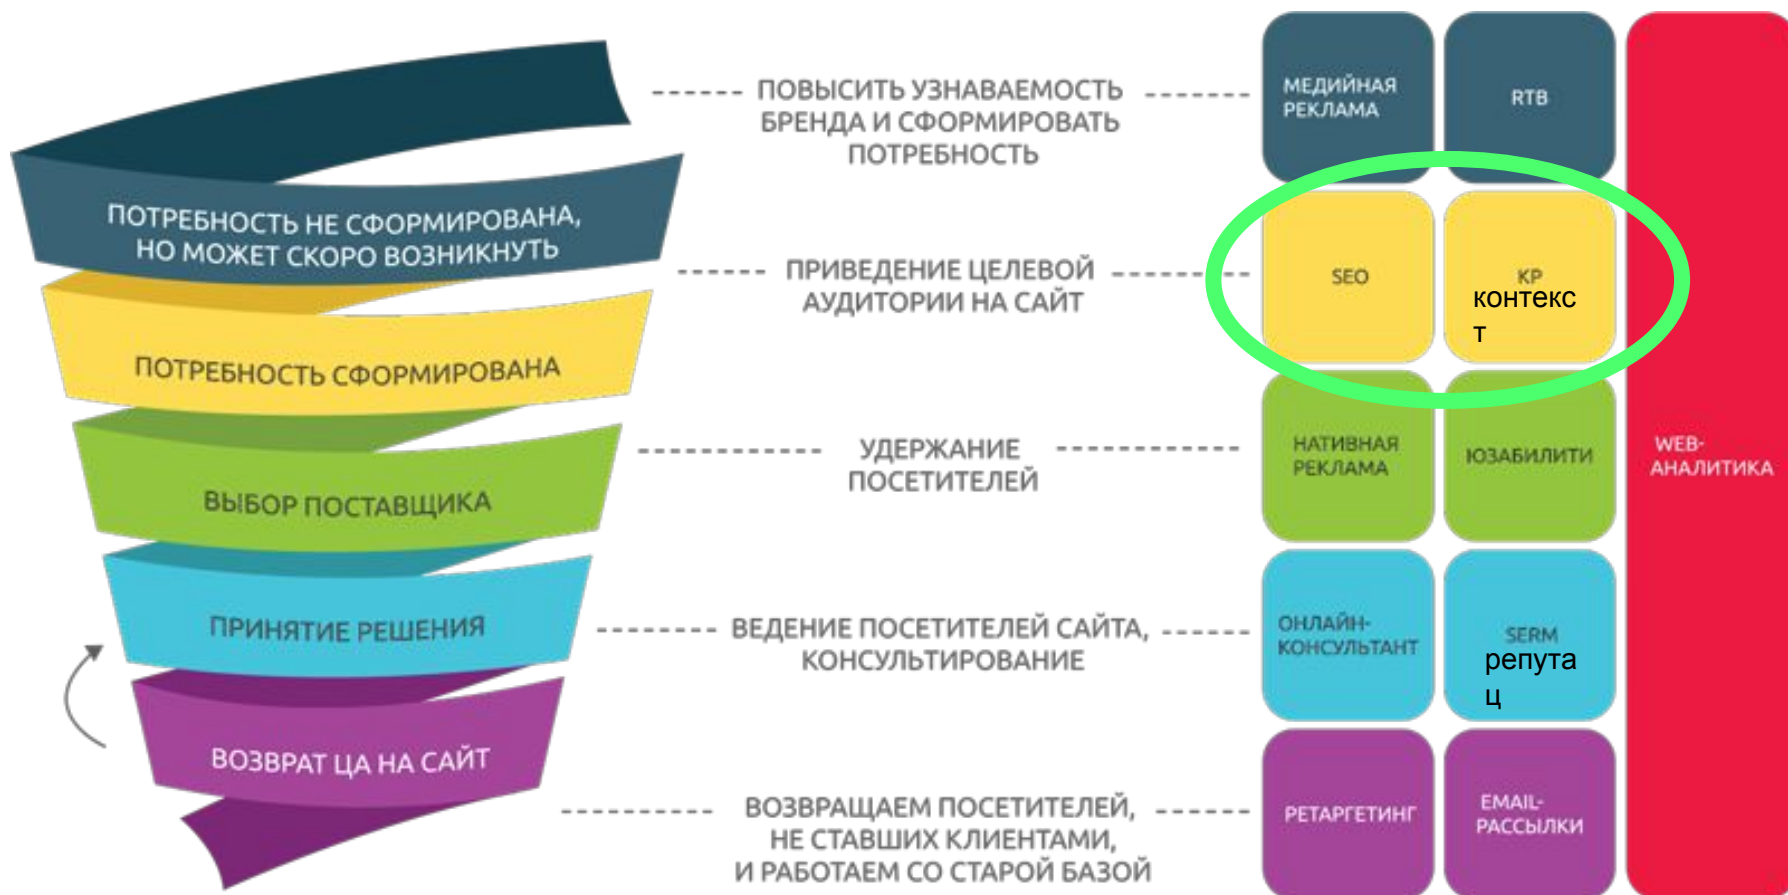 ПОТРЕБНОСТЬ НЕ СФОРМИРОВАНА,
НО МОЖЕТ СКОРО ВОЗНИКНУТЬ
ПОТРЕБНОСТЬ СФОРМИРОВАНА
ВЫБОР ПОСТАВЩИКА
ПРИНЯТИЕ РЕШЕНИЯ
ВОЗВРАТ ЦА НА САЙТ
ПОВЫСИТЬ УЗНАВАЕМОСТЬ
БРЕНДА И СФОРМИРОВАТЬ
ПОТРЕБНОСТЬ
ПРИВЕДЕНИЕ ЦЕЛЕВОЙ
АУДИТОРИИ НА САЙТ
УДЕРЖАНИЕ
ПОСЕТИТЕЛЕЙ
ВЕДЕНИЕ ПОСЕТИТЕЛЕЙ САЙТА,
КОНСУЛЬТИРОВАНИЕ
ВОЗВРАЩАЕМ ПОСЕТИТЕЛЕЙ,
НЕ СТАВШИХ КЛИЕНТАМИ,
И РАБОТАЕМ СО СТАРОЙ БАЗОЙ
МЕДИЙНАЯ
РЕКЛАМА
RTB
SEO
КР
контекс
т
НАТИВНАЯ
РЕКЛАМА
ЮЗАБИЛИТИ
ОНЛАЙН-
КОНСУЛЬТАНТ
SERM
репута
ц
РЕТАРГЕТИНГ
EMAIL-
РАССЫЛКИ
WEB-
АНАЛИТИКА